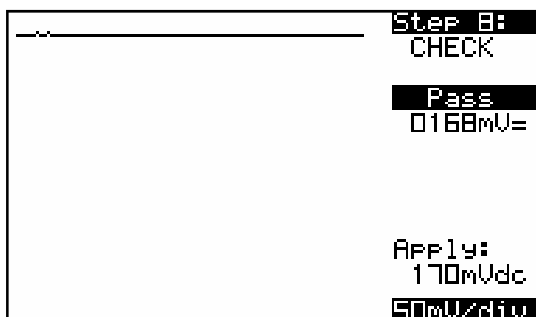 Step 8:
CHECK
Pass
0168mV=
Apply:
170mVdc
50mV/div